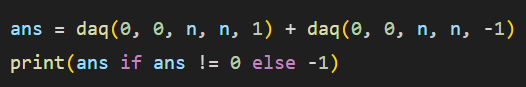 ans = daq(0, 0, n, n, 1) + daq(0, 0, n, n, -1)
print(ans if ans != 0 else -1)